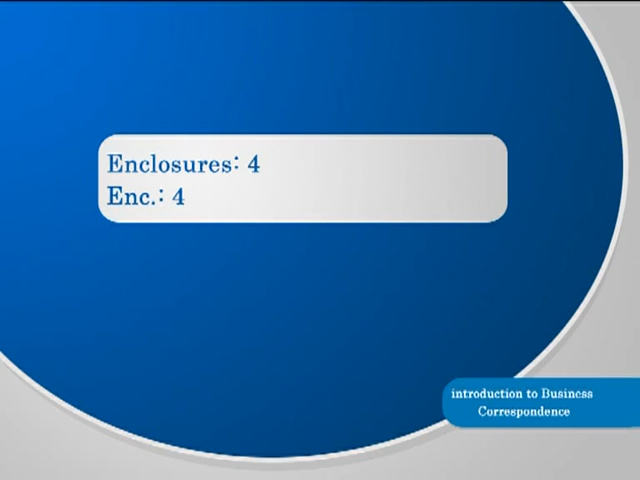 Enclosures: 4
Enc.: 4
introduction to Business
Correspondence